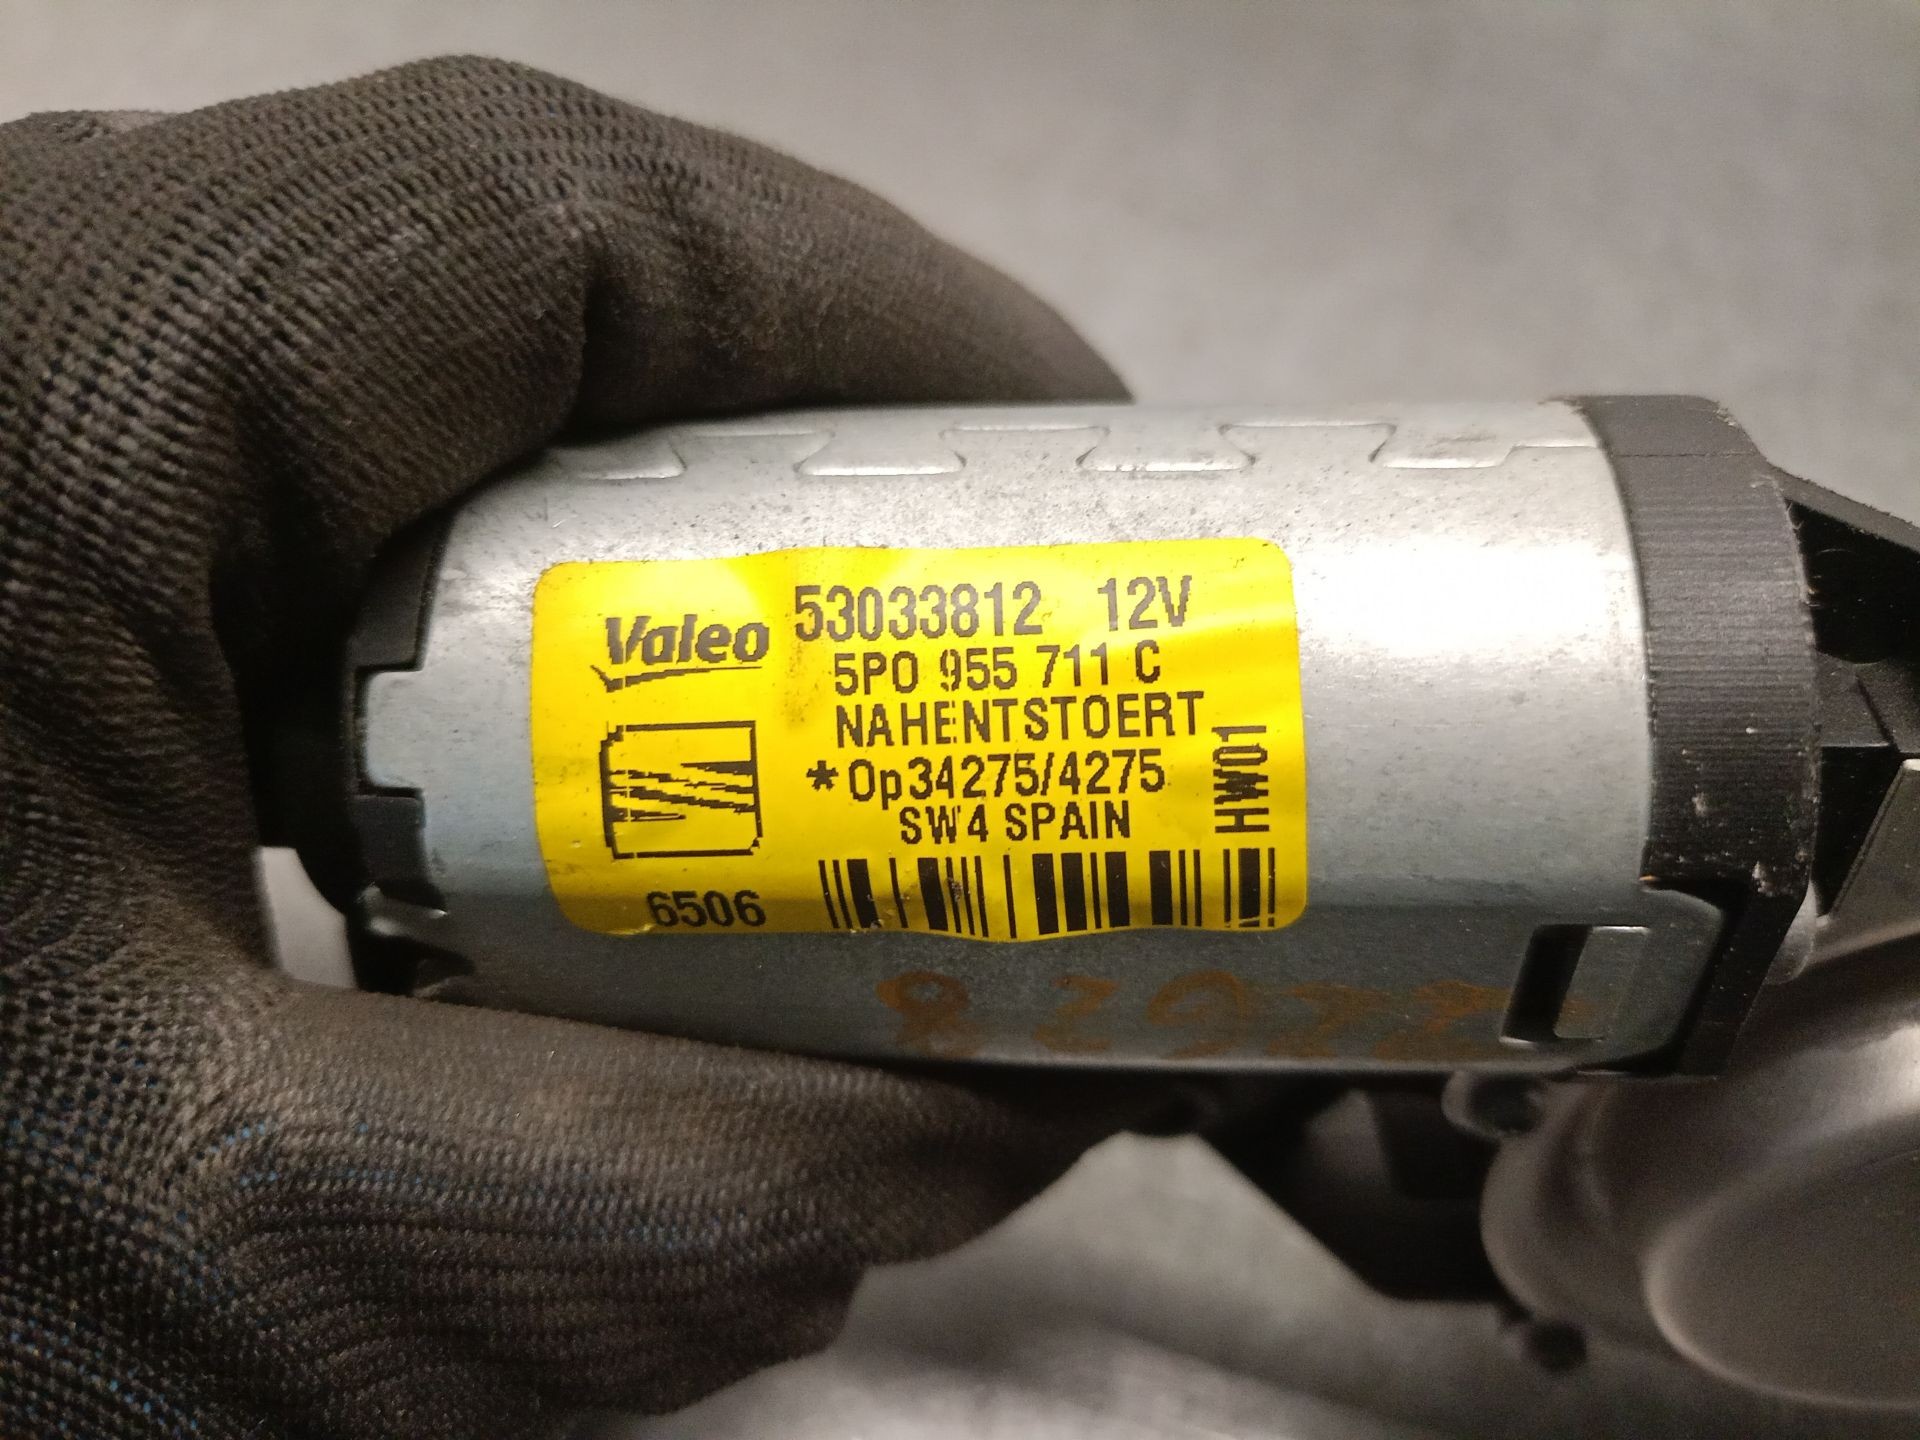 Valeo
53033812 12V
5P0 955 711 C
NAHENTSTOERT
*Op34275/4275
SW4 SPAIN
HW01
6506